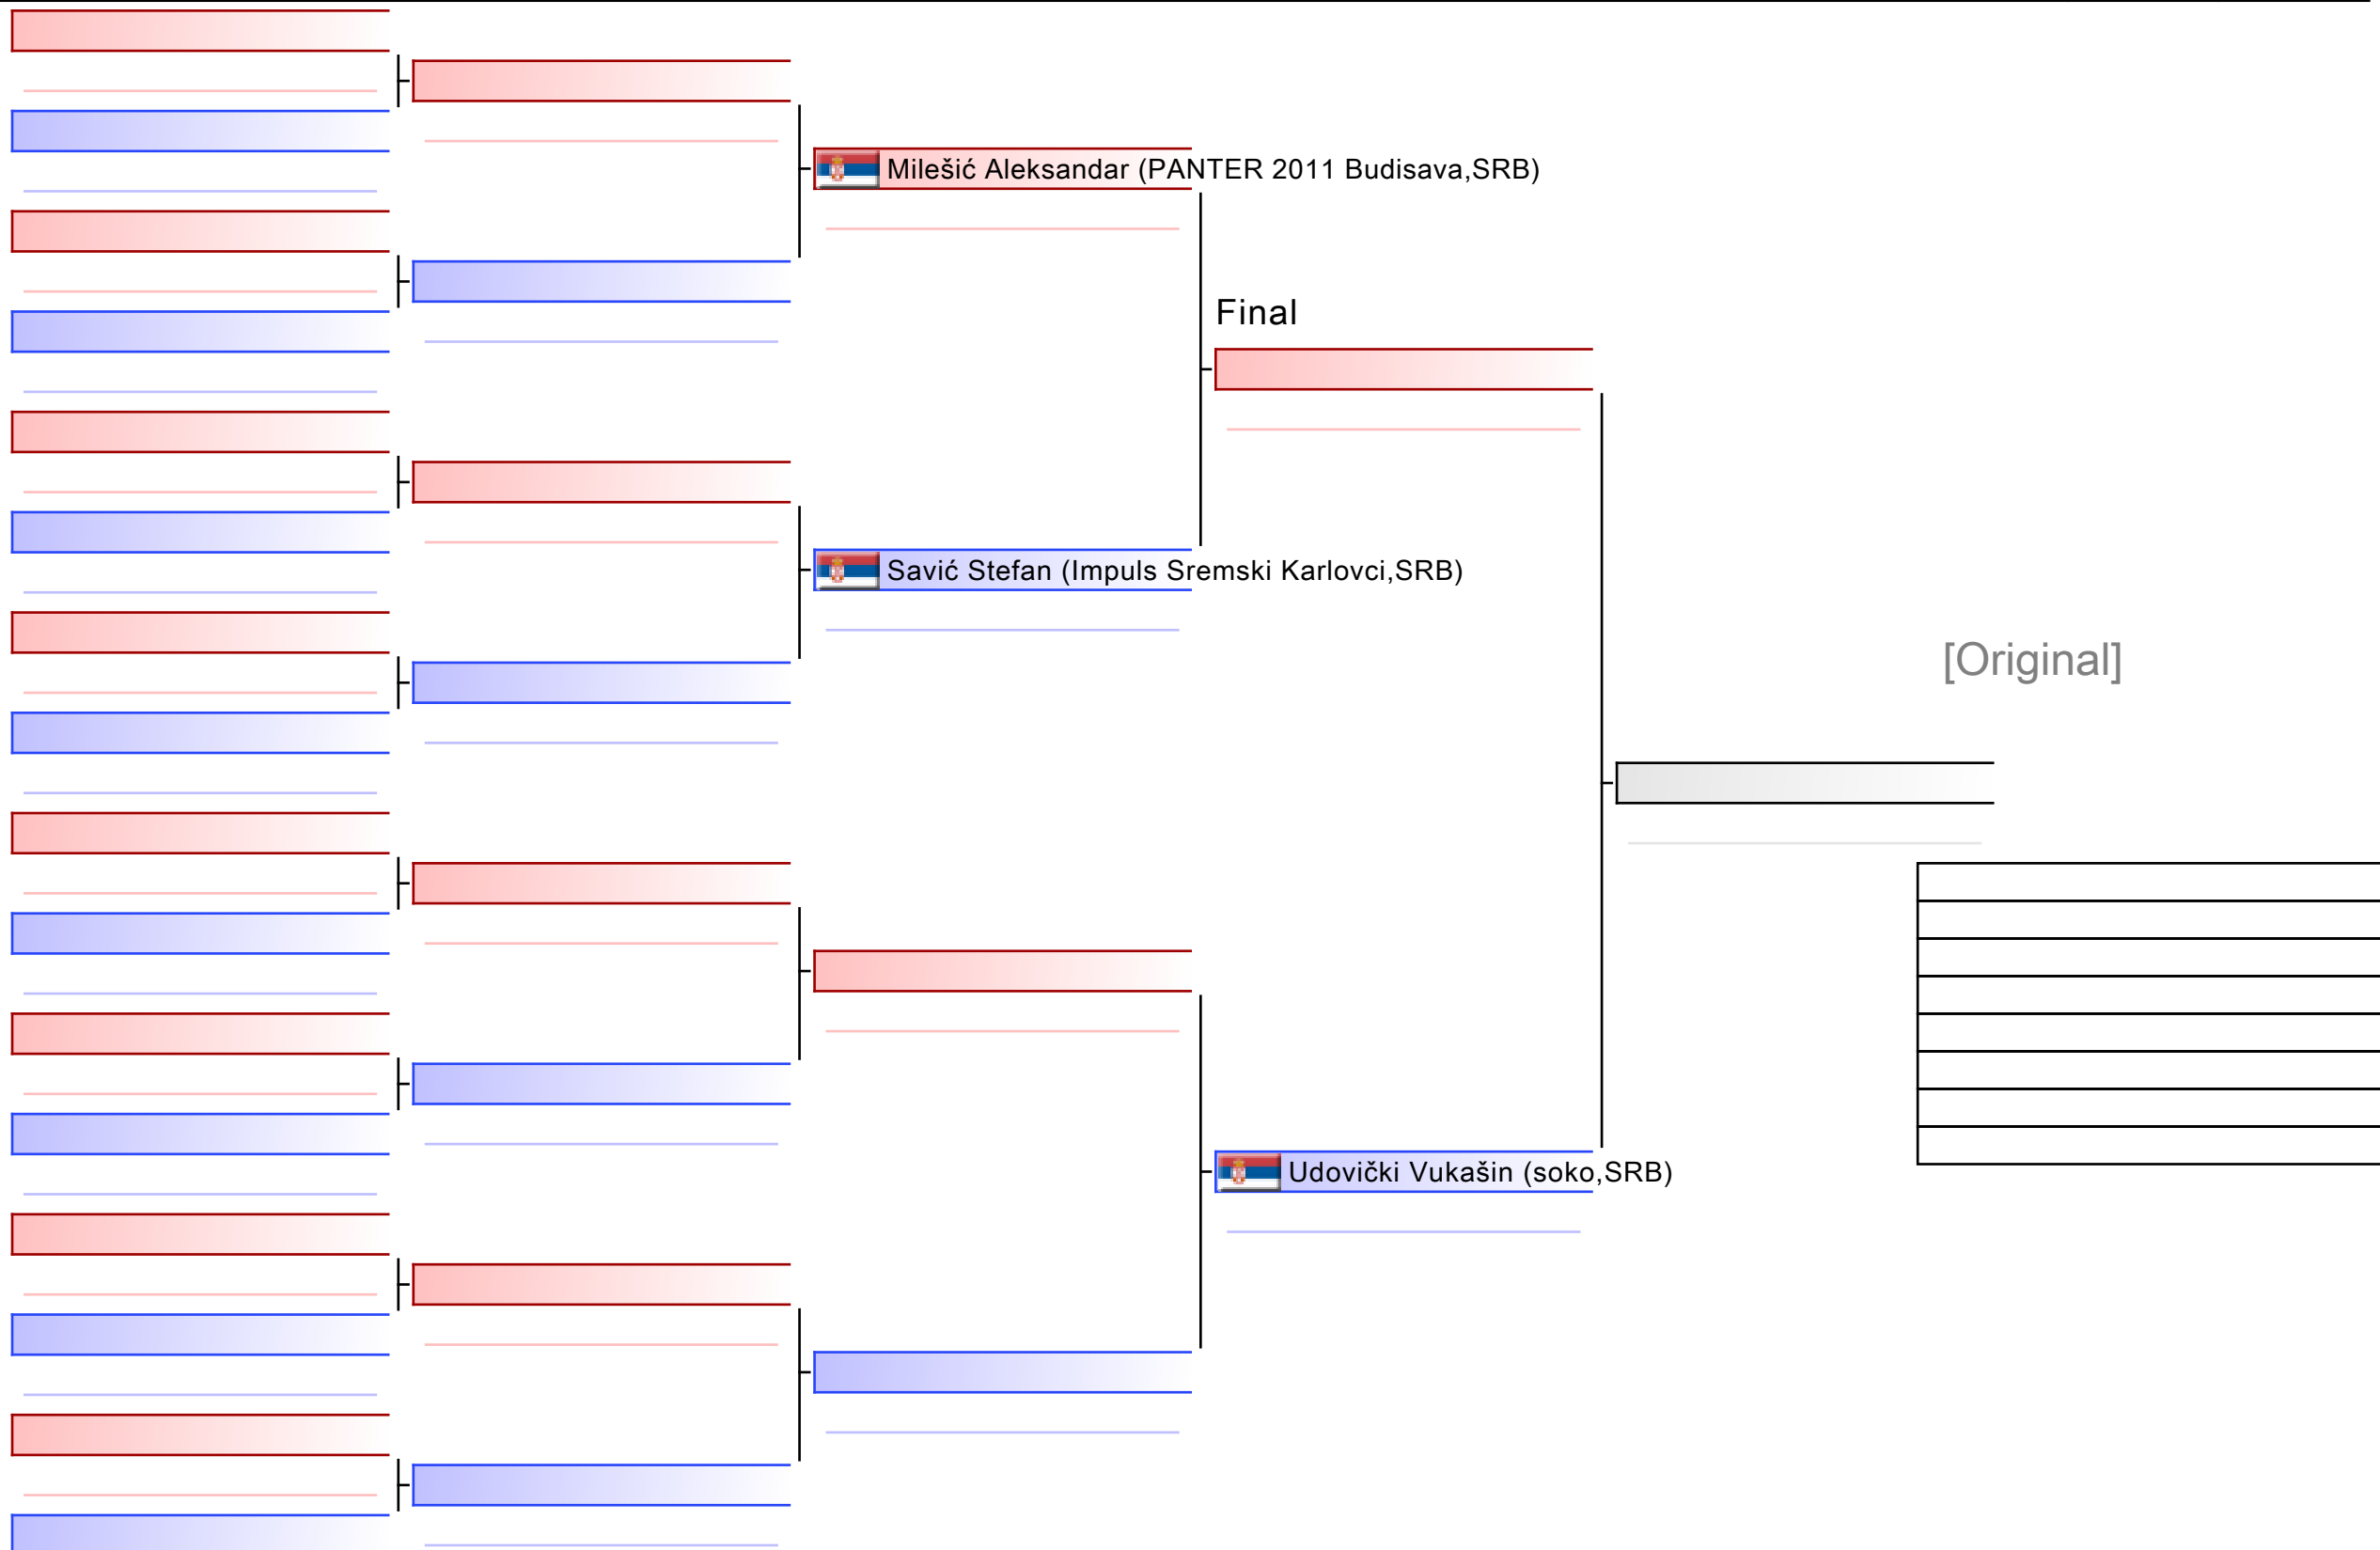 Milešić Aleksandar (PANTER 2011 Budisava,SRB)
Final
Savić Stefan (Impuls Sremski Karlovci,SRB)
[Original]
Udovički Vukašin (soko,SRB)